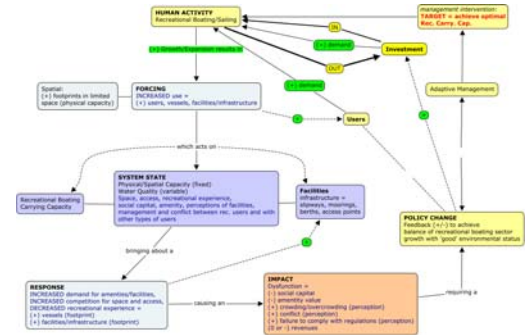 HUMAN ACTIVITY
Recreational Boating/Sailing
management intervention:
TARGET = achieve optimal
Rec. Carry. Cap.
IN
(+) demand
Investment
(+) Growth/Expansion results in
OUT
(+) demand
Adaptive Management
Spatial:
(+) footprints in limited
space (physical capacity)
FORCING
INCREASED use =
(+) users, vessels, facilities/infrastructure
+
Users
+
which acts on
SYSTEM STATE
Physical/Spatial Capacity (fixed)
Water Quality (variable)
Space, access, recreational experience,
social capital, amenity, perceptions of facilities,
management and conflict between rec. users and with
other types of users
Recreational Boating
Carrying Capacity
Facilities
infrastructure =
slipways, moorings,
berths, access points
POLICY CHANGE
Feedback (+/-) to achieve
balance of recreational boating sector
growth with 'good' environmental status
bringing about a
+
RESPONSE
INCREASED demand for amenities/facilities,
INCREASED competition for space and access,
DECREASED recreational experience =
(+) vessels (footprint)
(+) facilities/infrastructure (footprint)
causing an
IMPACT
Dysfunction =
(-) social capital
(-) amentity value
(+) crowding/overcrowding (perception)
(+) conflict (perception)
(+) failure to comply with regulations (perception)
(0 or -) revenues
requiring a